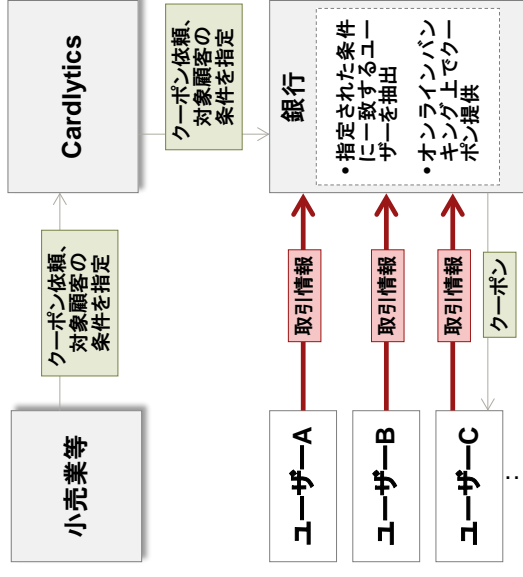 小売業等
クーポン依頼、
対象顧客の
条件を指定
Cardlytics
クーポン依頼、
対象顧客の
条件を指定
銀行
• 指定された条件
に一致するユー
ザーを抽出
• オンラインバン
キング上でクー
ポン提供
ユーザーA
取引情報
ユーザーB
取引情報
ユーザーC
取引情報
クーポン
：